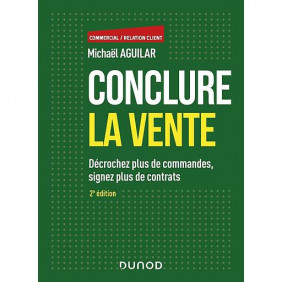 COMMERCIAL / RELATION CLIENT
Michaël AGUILAR
CONCLURE
LA VENTE
Décrochez plus de commandes,
signez plus de contrats
2e édition
DUNOD